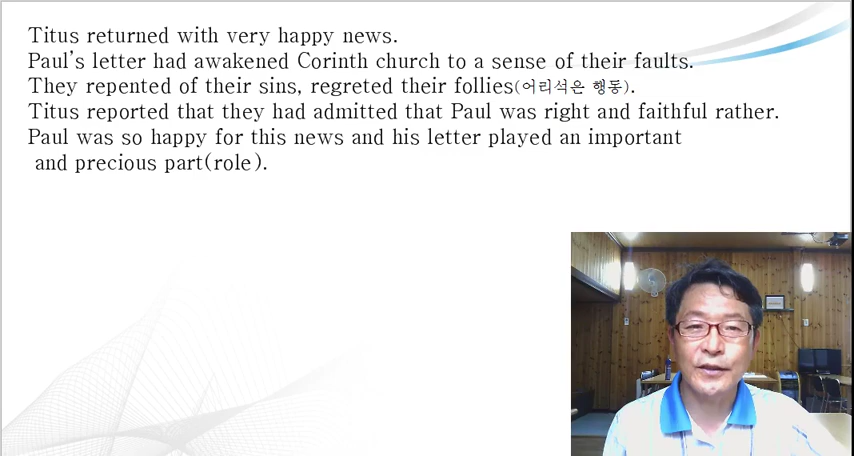 Titus returned with very happy news.
Paul's letter had awakened Corinth church to a sense of their faults.
They repented of their sins, regreted their follies(어리석은 행동).
Titus reported that they had admitted that Paul was right and faithful rather.
Paul was so happy for this news and his letter played an important
and precious part(role).